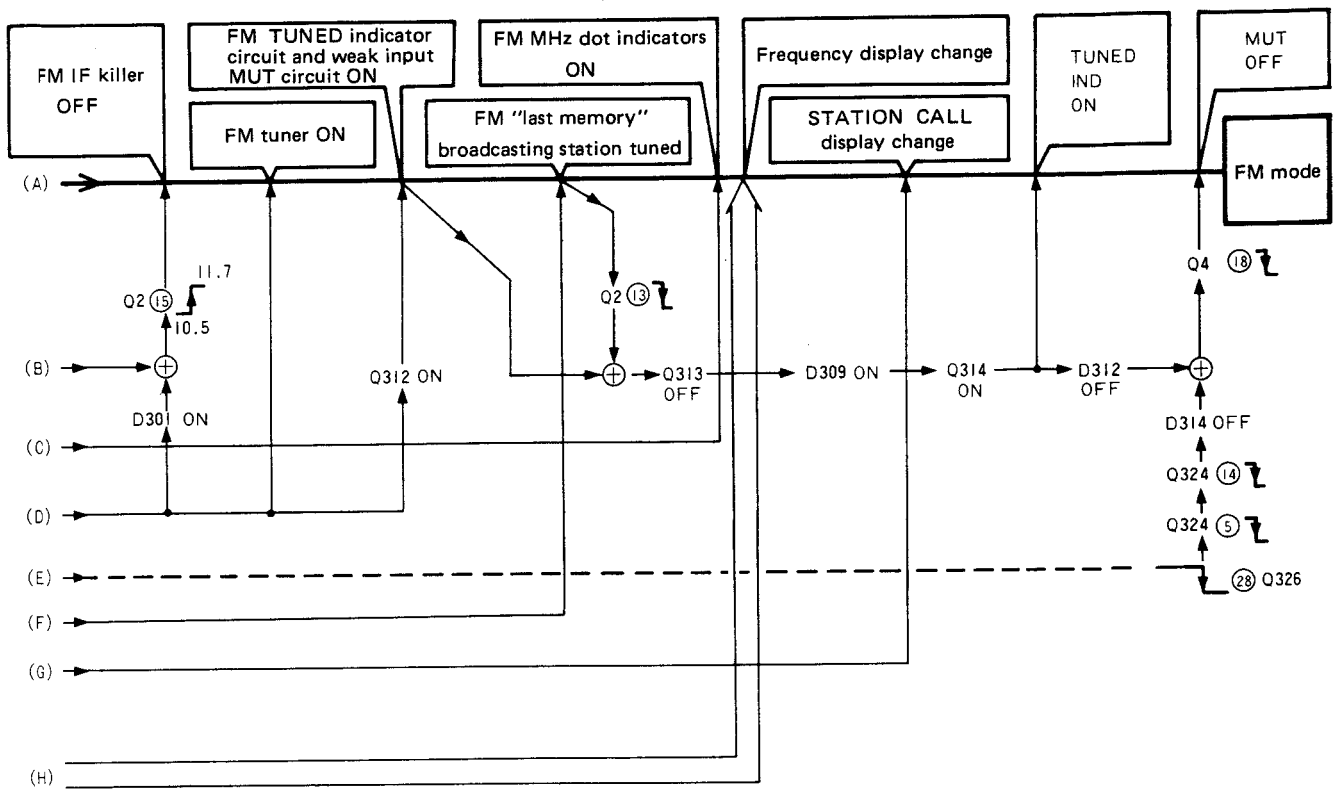 FM IF killer
OFF
FM TUNED indicator
circuit and weak input
MUT circuit ON
FM tuner ON
FM MHz dot indicators
ON
FM "last memory"
broadcasting station tuned
Frequency display change
STATION CALL
display change
TUNED
IND
ON
MUT
OFF
FM mode
(A)
Q2 15
11.7
10.5
Q2 13
Q4 18
(B)
Q312 ON
Q313
OFF
D309 ON
Q314
ON
D312
OFF
D301 ON
D314 OFF
(C)
Q324 14
(D)
Q324 5
(E)
28 Q326
(F)
(G)
(H)